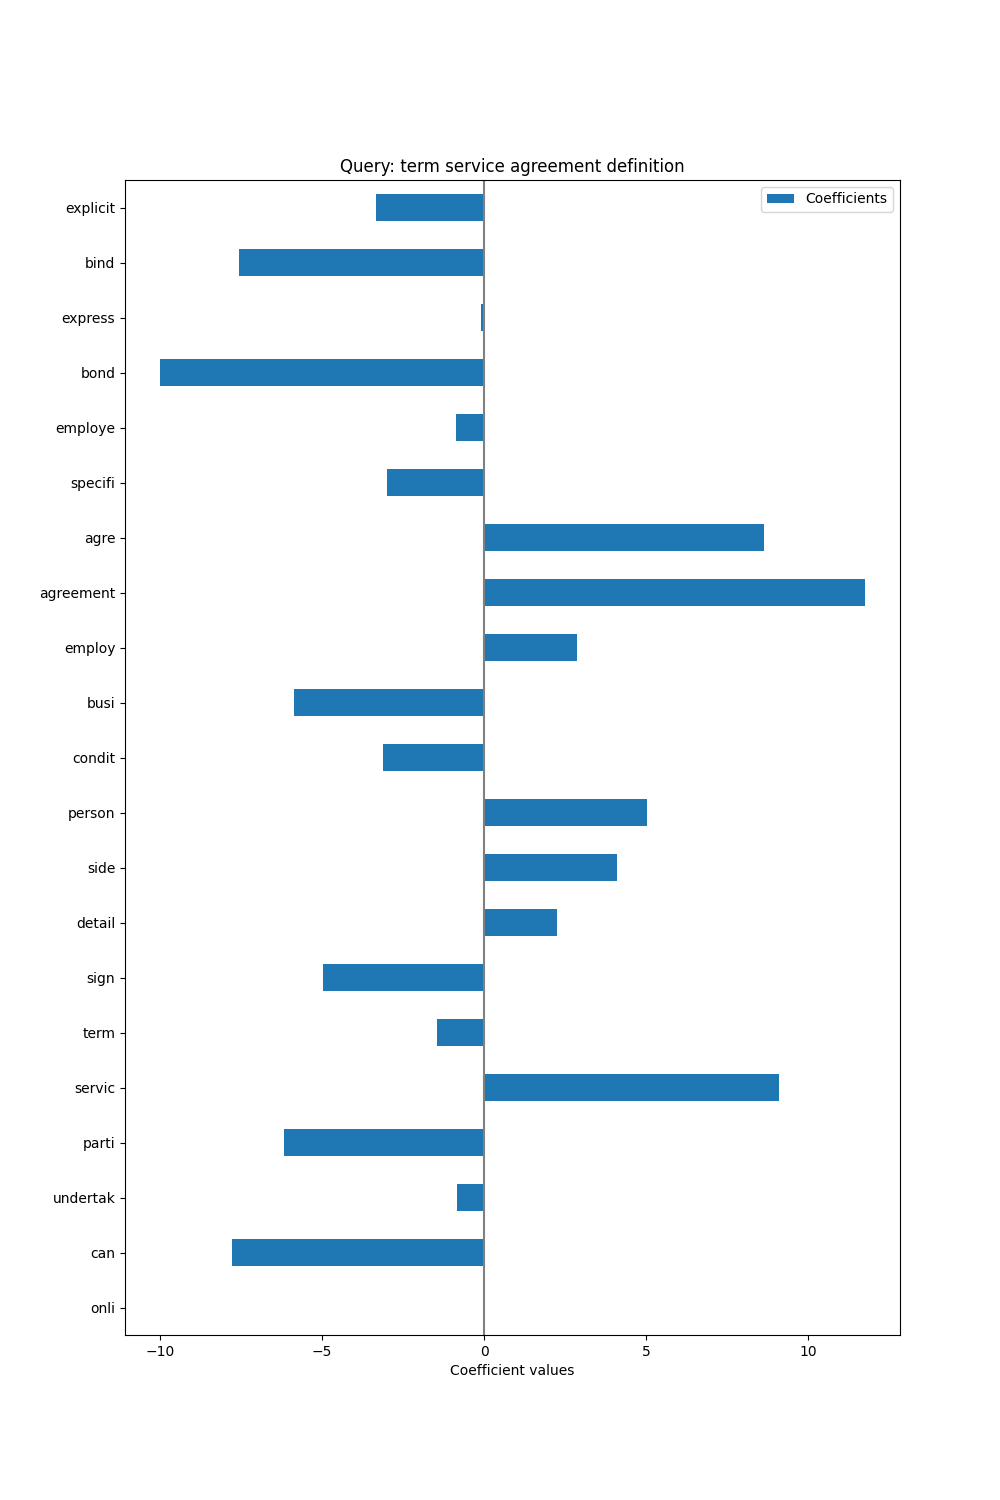 Query: term service agreement definition
Coefficients
explicit
bind
express
bond
employe
specifi
agre
agreement
employ
busi
condit
person
side
detail
sign
term
servic
parti
undertak
can
onli
−10
−5
0
5
10
Coefficient values